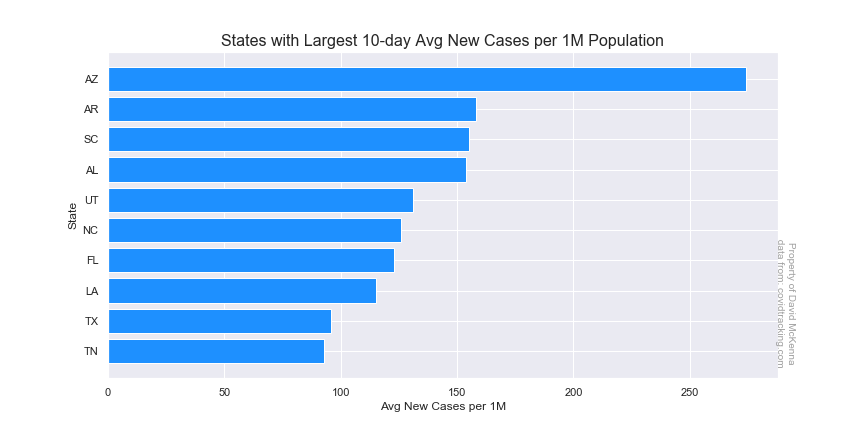 States with Largest 10-day Avg New Cases per 1M Population
AZ
AR
SC
AL
UT
NC
FL
LA
TX
TN
State
0 50 100 150 200 250
Avg New Cases per 1M
Property of David McKenna
data from: covidtracking.com